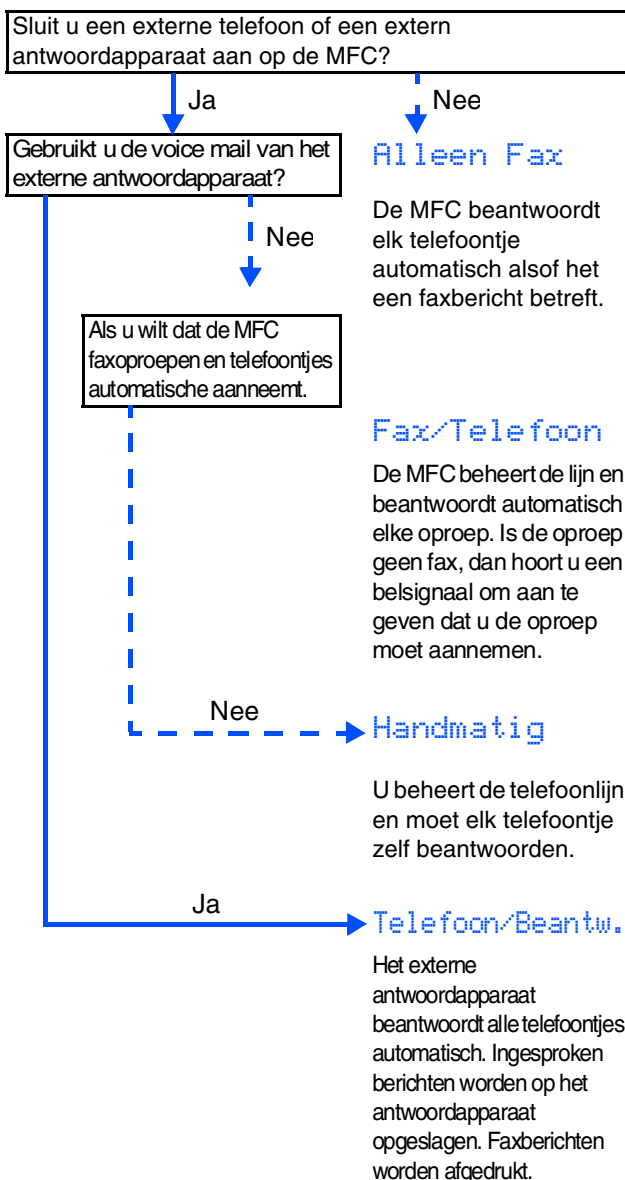 Sluit u een externe telefoon of een extern
antwoordapparaat aan op de MFC?
Ja
Nee
Gebruikt u de voice mail van het
externe antwoordapparaat?
Alleen Fax
De MFC beantwoordt
elk telefoontje
automatisch alsof het
een faxbericht betreft.
Nee
Als u wilt dat de MFC
faxoproepen en telefoontjes
automatische aanneemt.
Fax/Telefoon
De MFC beheert de lijn en
beantwoordt automatisch
elke oproep. Is de oproep
geen fax, dan hoort u een
belsignaal om aan te
geven dat u de oproep
moet aannemen.
Nee
Handmatig
U beheert de telefoonlijn
en moet elk telefoontje
zelf beantwoorden.
Ja
Telefoon/Beantw.
Het externe
antwoordapparaat
beantwoordt alle telefoontjes
automatisch. Ingesproken
berichten worden op het
antwoordapparaat
opgeslagen. Faxberichten
worden afgedrukt.